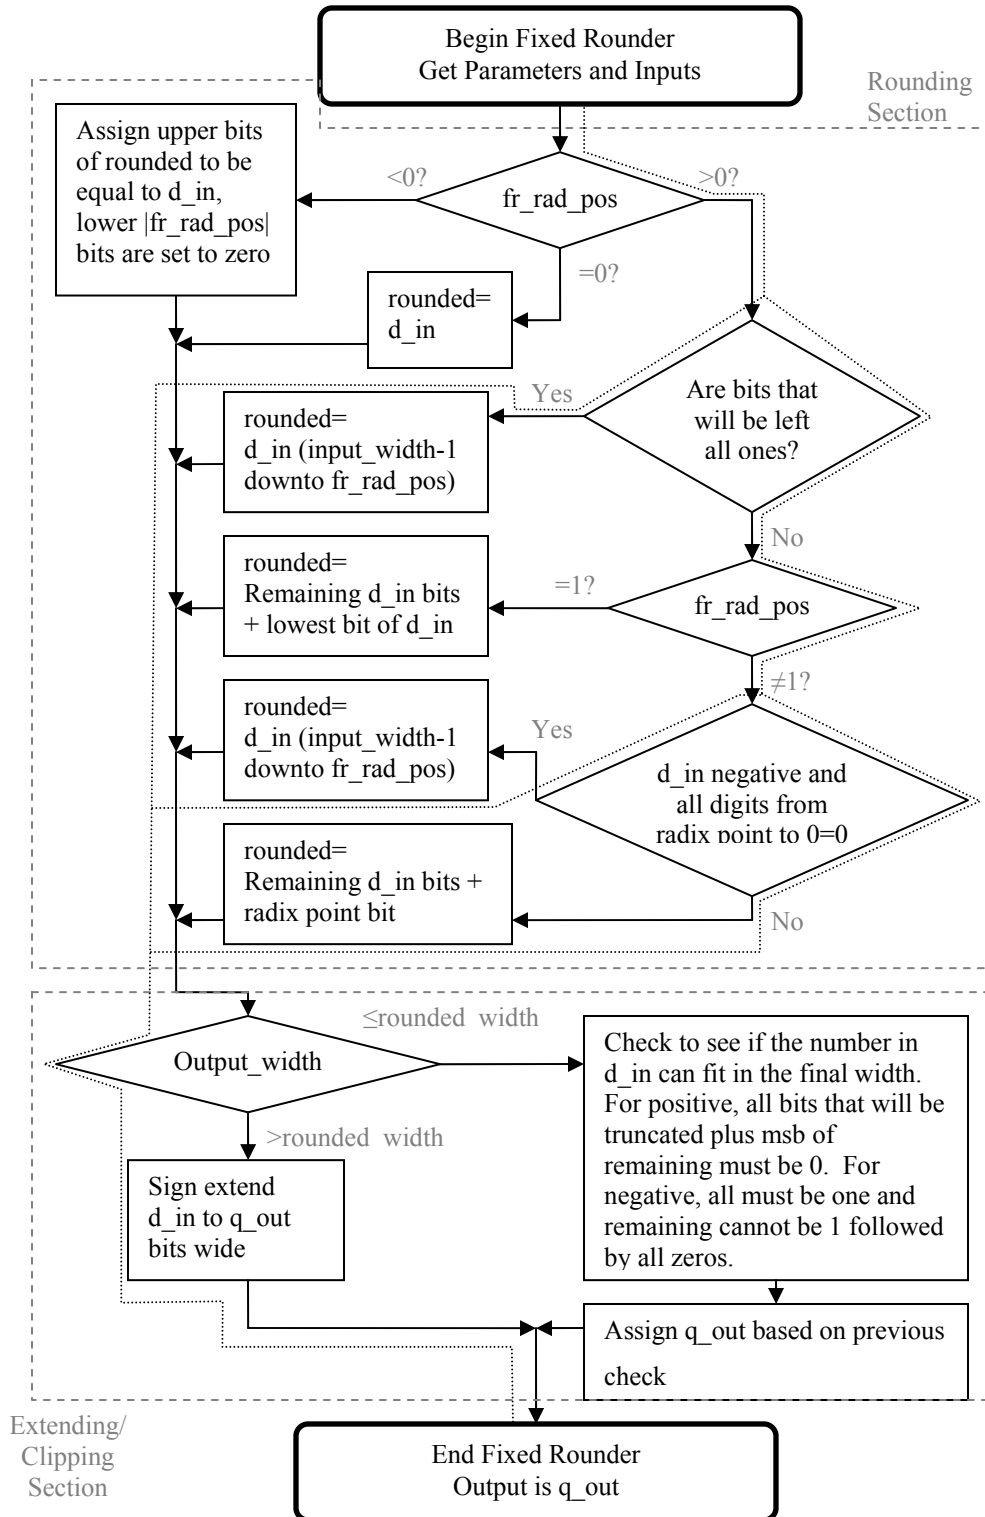 Begin Fixed Rounder
Get Parameters and Inputs
Rounding
Section
Assign upper bits
of rounded to be
equal to d_in,
lower |fr_rad_pos|
bits are set to zero
<0?
fr_rad_pos
>0?
=0?
rounded=
d_in
Yes
Are bits that
will be left
all ones?
rounded=
d_in (input_width-1
downto fr_rad_pos)
No
rounded=
Remaining d_in bits
+ lowest bit of d_in
=1?
fr_rad_pos
≠1?
rounded=
d_in (input_width-1
downto fr_rad_pos)
Yes
d_in negative and
all digits from
radix point to 0=0
rounded=
Remaining d_in bits +
radix point bit
No
≤rounded width
Output_width
>rounded width
Check to see if the number in
d_in can fit in the final width.
For positive, all bits that will be
truncated plus msb of
remaining must be 0. For
negative, all must be one and
remaining cannot be 1 followed
by all zeros.
Sign extend
d_in to q_out
bits wide
Assign q_out based on previous
check
Extending/
Clipping
Section
End Fixed Rounder
Output is q_out